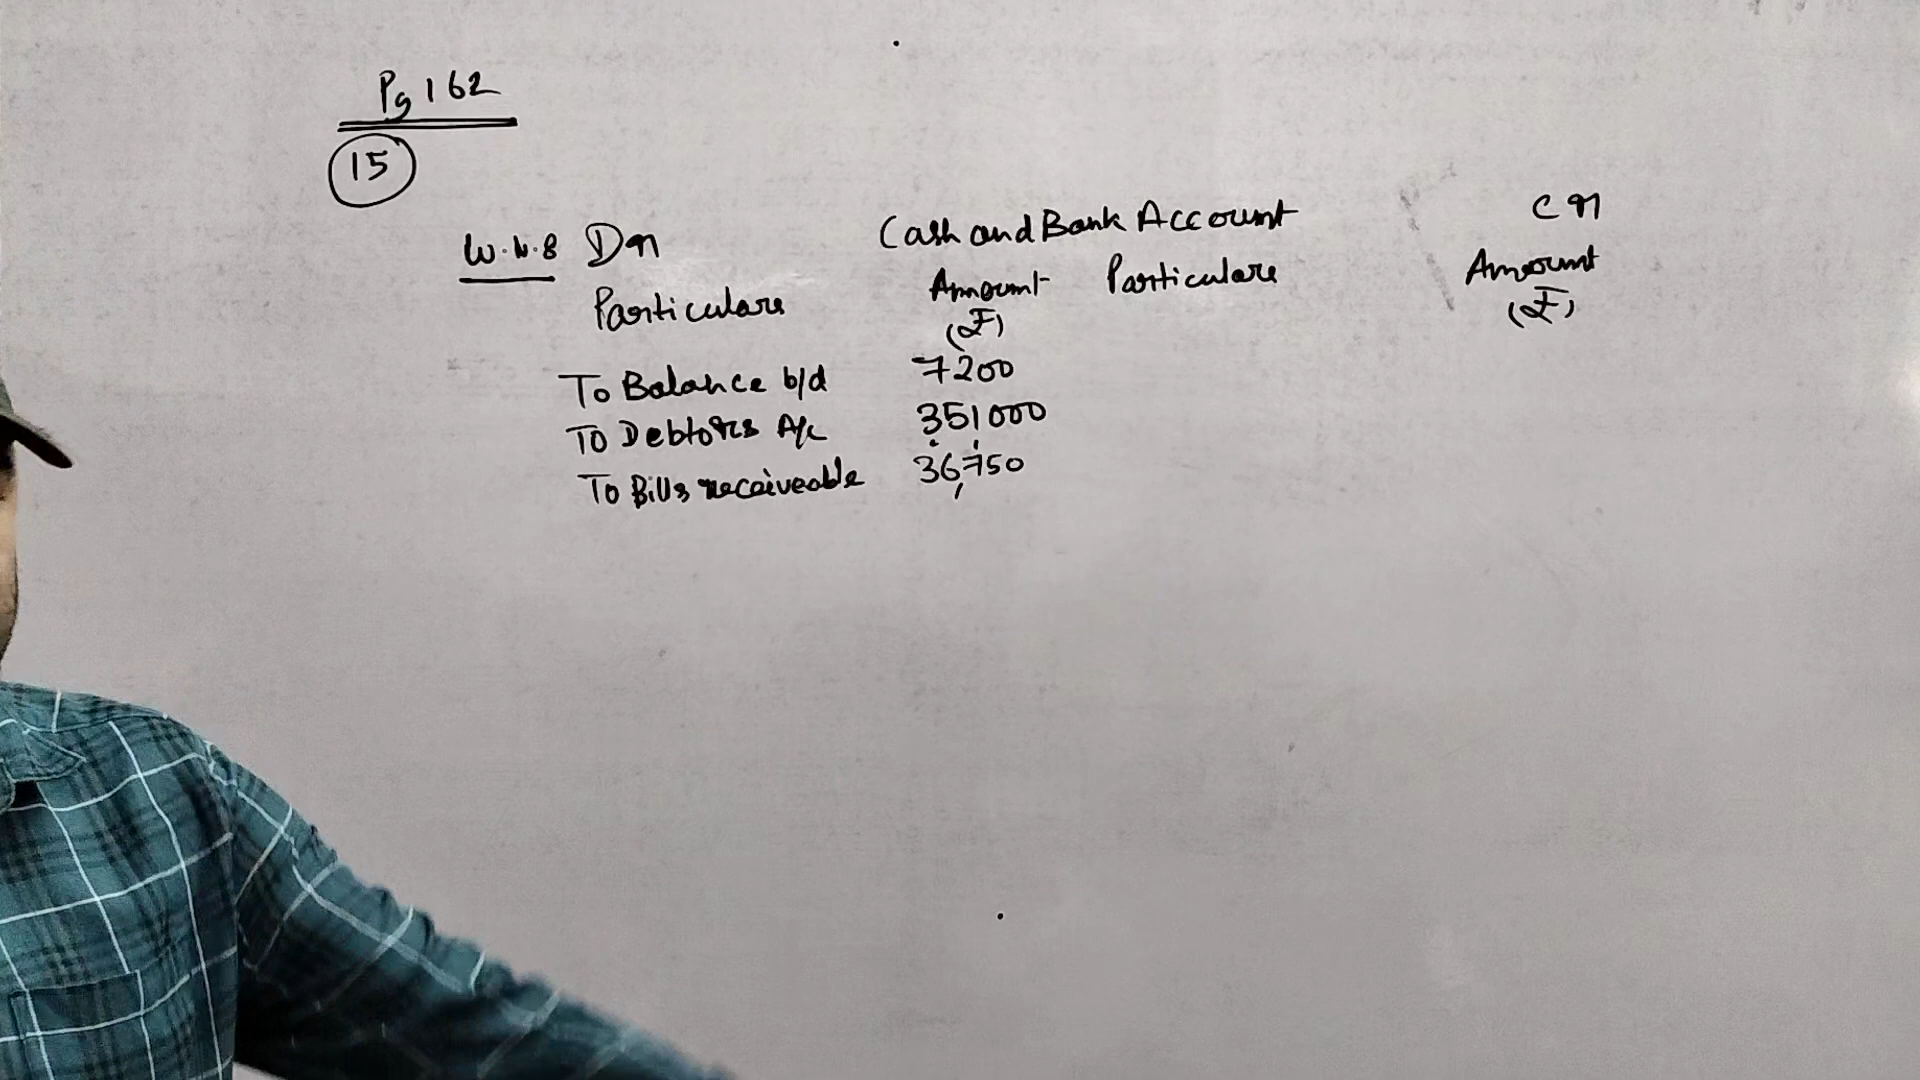 Pg 162
15
W.N.8 Dr Cash and Bank Account Cr
Particulars Amount Particulars Amount
(₹) (₹)
To Balance b/d 7200
To Debtors A/c 351000
To Bills receiveable 36,750